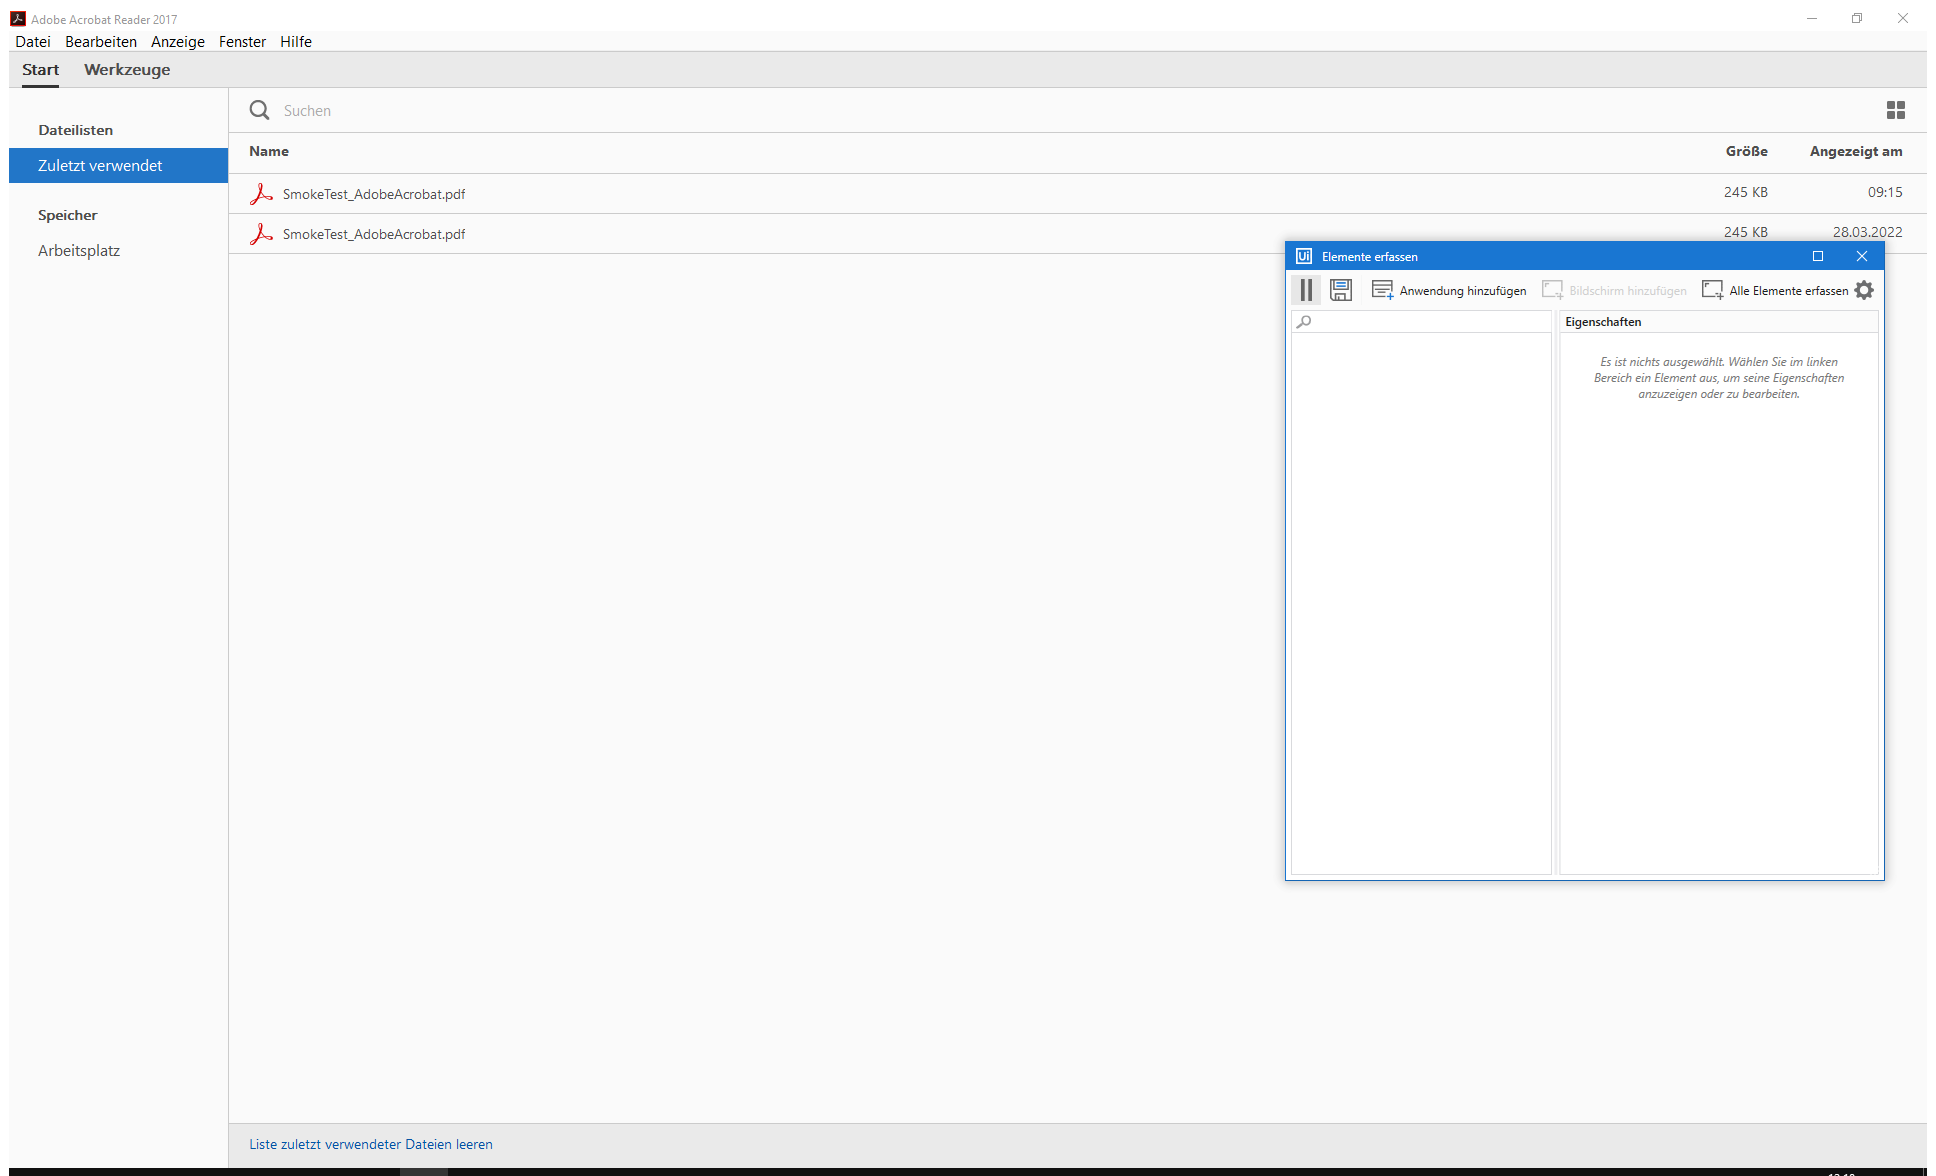 Adobe Acrobat Reader 2017
Datei Bearbeiten Anzeige Fenster Hilfe
Start Werkzeuge
Suchen
Dateilisten
Zuletzt verwendet
Speicher
Arbeitsplatz
Name Größe Angezeigt am
SmokeTest_AdobeAcrobat.pdf 245 KB 09:15
SmokeTest_AdobeAcrobat.pdf 245 KB 28.03.2022
Ui Elemente erfassen
Anwendung hinzufügen Bildschirm hinzufügen Alle Elemente erfassen
Eigenschaften
Es ist nichts ausgewählt. Wählen Sie im linken
Bereich ein Element aus, um seine Eigenschaften
anzuzeigen oder zu bearbeiten.
Liste zuletzt verwendeter Dateien leeren